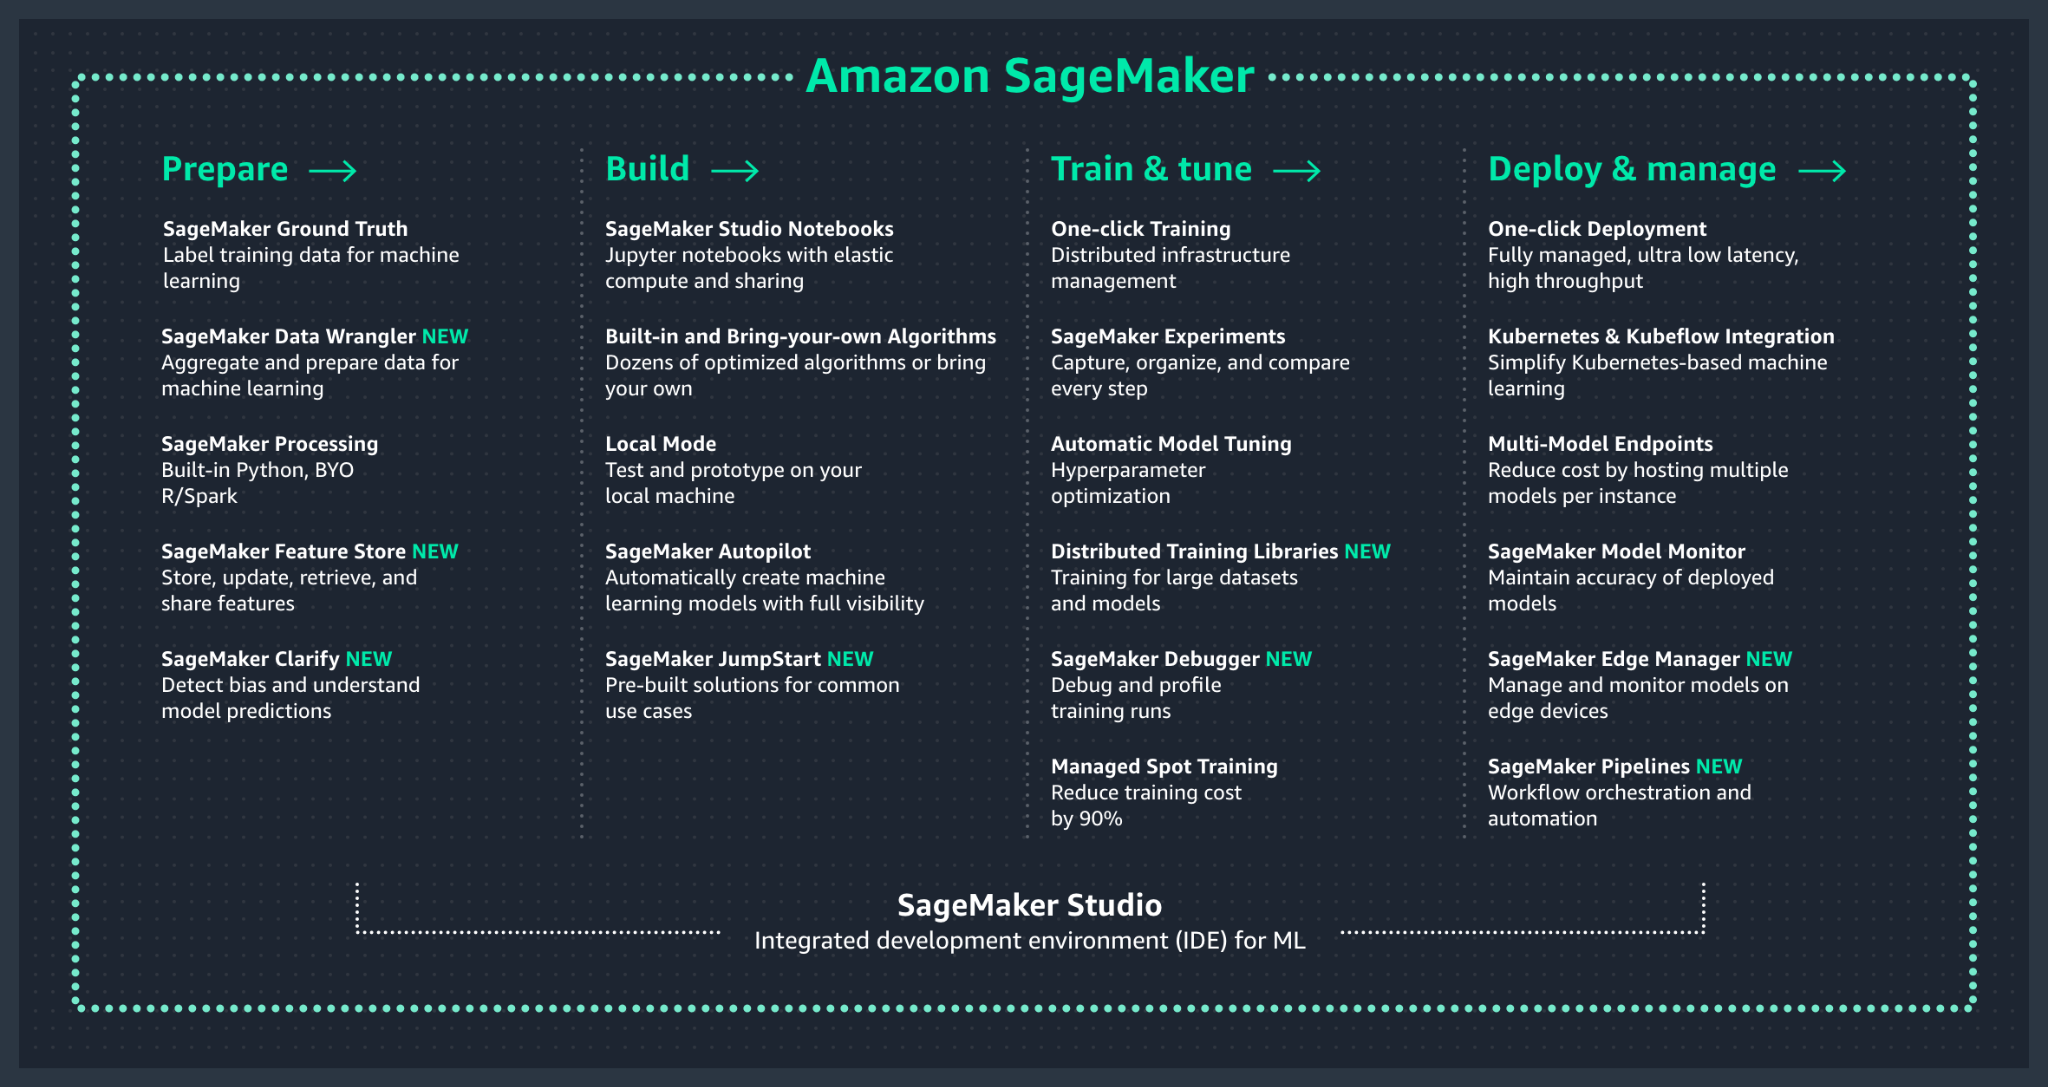 Amazon SageMaker
Prepare
SageMaker Ground Truth
Label training data for machine
learning
SageMaker Data Wrangler NEW
Aggregate and prepare data for
machine learning
SageMaker Processing
Built-in Python, BYO
R/Spark
SageMaker Feature Store NEW
Store, update, retrieve, and
share features
SageMaker Clarify NEW
Detect bias and understand
model predictions
Build
SageMaker Studio Notebooks
Jupyter notebooks with elastic
compute and sharing
Built-in and Bring-your-own Algorithms
Dozens of optimized algorithms or bring
your own
Local Mode
Test and prototype on your
local machine
SageMaker Autopilot
Automatically create machine
learning models with full visibility
SageMaker JumpStart NEW
Pre-built solutions for common
use cases
Train & tune
One-click Training
Distributed infrastructure
management
SageMaker Experiments
Capture, organize, and compare
every step
Automatic Model Tuning
Hyperparameter
optimization
Distributed Training Libraries NEW
Training for large datasets
and models
SageMaker Debugger NEW
Debug and profile
training runs
Managed Spot Training
Reduce training cost
by 90%
Deploy & manage
One-click Deployment
Fully managed, ultra low latency,
high throughput
Kubernetes & Kubeflow Integration
Simplify Kubernetes-based machine
learning
Multi-Model Endpoints
Reduce cost by hosting multiple
models per instance
SageMaker Model Monitor
Maintain accuracy of deployed
models
SageMaker Edge Manager NEW
Manage and monitor models on
edge devices
SageMaker Pipelines NEW
Workflow orchestration and
automation
SageMaker Studio
Integrated development environment (IDE) for ML